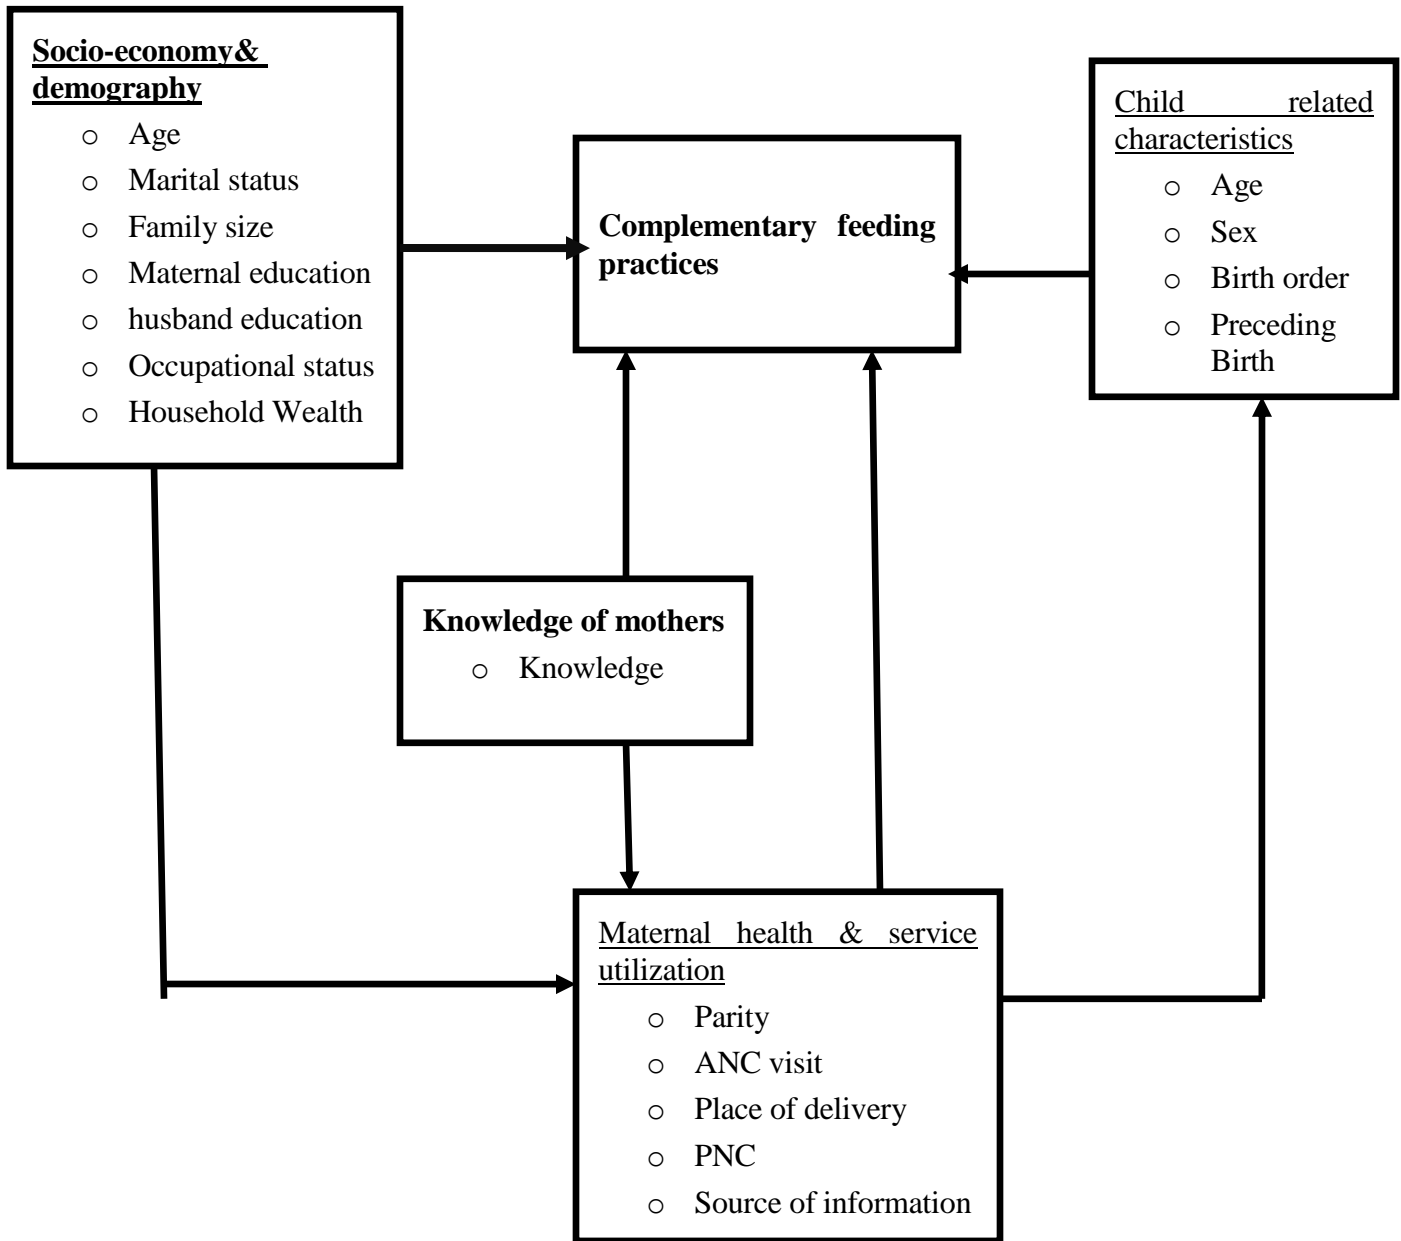 Socio-economy&
demography
o Age
o Marital status
o Family size
o Maternal education
o husband education
o Occupational status
o Household Wealth
Complementary feeding
practices
Child related
characteristics
o Age
o Sex
o Birth order
o Preceding
Birth
Knowledge of mothers
o Knowledge
Maternal health & service
utilization
o Parity
o ANC visit
o Place of delivery
o PNC
o Source of information